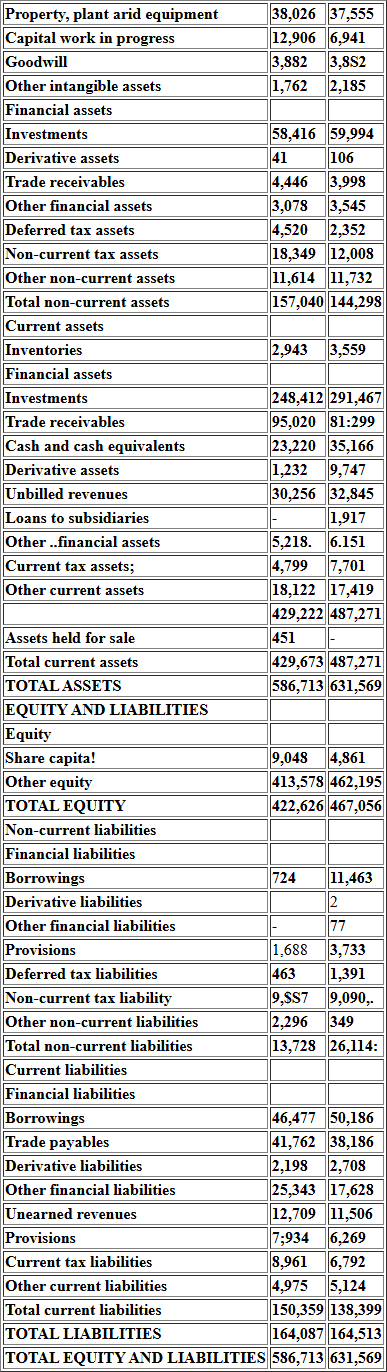 Property, plant arid equipment 38,026 37,555
Capital work in progress 12,906 6,941
Goodwill 3,882 3,8S2
Other intangible assets 1,762 2,185
Financial assets
Investments 58,416 59,994
Derivative assets 41 106
Trade receivables 4,446 3,998
Other financial assets 3,078 3,545
Deferred tax assets 4,520 2,352
Non-current tax assets 18,349 12,008
Other non-current assets 11,614 11,732
Total non-current assets 157,040 144,298
Current assets
Inventories 2,943 3,559
Financial assets
Investments 248,412 291,467
Trade receivables 95,020 81:299
Cash and cash equivalents 23,220 35,166
Derivative assets 1,232 9,747
Unbilled revenues 30,256 32,845
Loans to subsidiaries - 1,917
Other ..financial assets 5,218. 6.151
Current tax assets; 4,799 7,701
Other current assets 18,122 17,419
429,222 487,271
Assets held for sale 451 -
Total current assets 429,673 487,271
TOTAL ASSETS 586,713 631,569
EQUITY AND LIABILITIES
Equity
Share capita! 9,048 4,861
Other equity 413,578 462,195
TOTAL EQUITY 422,626 467,056
Non-current liabilities
Financial liabilities
Borrowings 724 11,463
Derivative liabilities 2
Other financial liabilities - 77
Provisions 1,688 3,733
Deferred tax liabilities 463 1,391
Non-current tax liability 9,$S7 9,090,.
Other non-current liabilities 2,296 349
Total non-current liabilities 13,728 26,114:
Current liabilities
Financial liabilities
Borrowings 46,477 50,186
Trade payables 41,762 38,186
Derivative liabilities 2,198 2,708
Other financial liabilities 25,343 17,628
Unearned revenues 12,709 11,506
Provisions 7;934 6,269
Current tax liabilities 8,961 6,792
Other current liabilities 4,975 5,124
Total current liabilities 150,359 138,399
TOTAL LIABILITIES 164,087 164,513
TOTAL EQUITY AND LIABILITIES 586,713 631,569